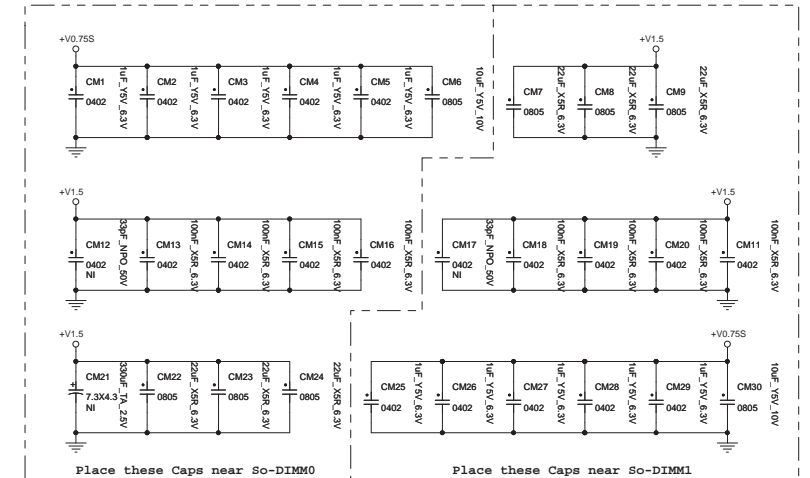 +V0.75S
CM1
0402
1uF_Y5V_6.3V
CM2
0402
1uF_Y5V_6.3V
CM3
0402
1uF_Y5V_6.3V
CM4
0402
1uF_Y5V_6.3V
CM5
0402
1uF_Y5V_6.3V
CM6
0805
10uF_Y5V_10V
+V1.5
CM7
0805
22uF_X5R_6.3V
CM8
0805
22uF_X5R_6.3V
CM9
0805
22uF_X5R_6.3V
+V1.5
CM12
0402
NI
33pF_NPO_50V
CM13
0402
100nF_X5R_6.3V
CM14
0402
100nF_X5R_6.3V
CM15
0402
100nF_X5R_6.3V
CM16
0402
100nF_X5R_6.3V
+V1.5
CM17
0402
NI
33pF_NPO_50V
CM18
0402
100nF_X5R_6.3V
CM19
0402
100nF_X5R_6.3V
CM20
0402
100nF_X5R_6.3V
CM11
0402
100nF_X5R_6.3V
+V1.5
CM21
7.3X4.3
NI
330uF_TA_2.5V
CM22
0805
22uF_X5R_6.3V
CM23
0805
22uF_X5R_6.3V
CM24
0805
22uF_X5R_6.3V
+V0.75S
CM25
0402
1uF_Y5V_6.3V
CM26
0402
1uF_Y5V_6.3V
CM27
0402
1uF_Y5V_6.3V
CM28
0402
1uF_Y5V_6.3V
CM29
0402
1uF_Y5V_6.3V
CM30
0805
10uF_Y5V_10V
Place these Caps near So-DIMM0
Place these Caps near So-DIMM1